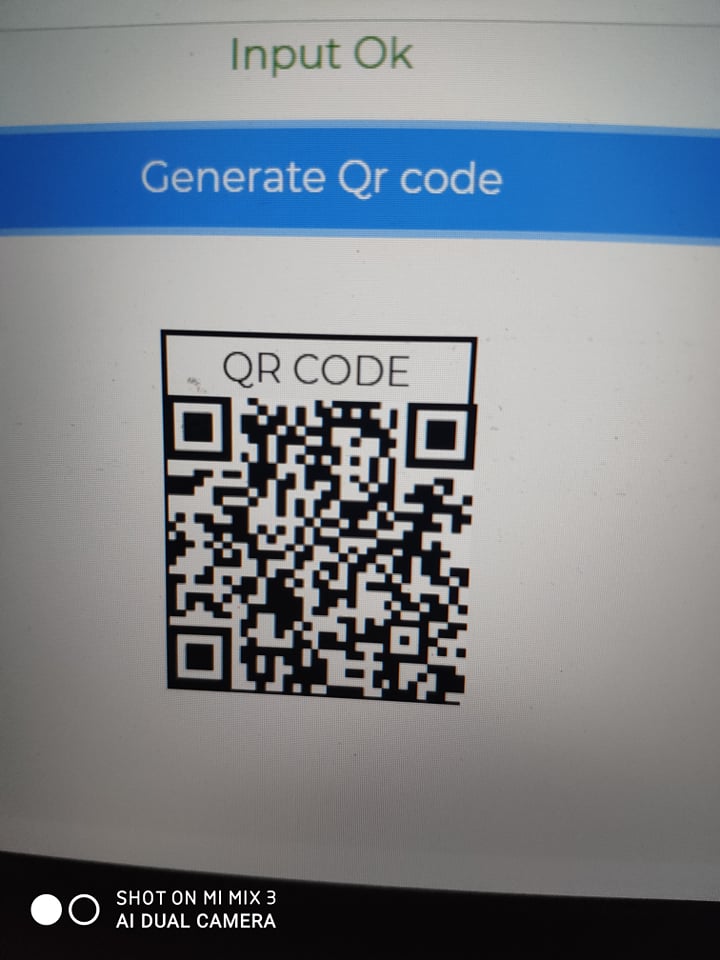 Input Ok
Generate Qr code
QR CODE
SHOT ON MI MIX 3
AI DUAL CAMERA